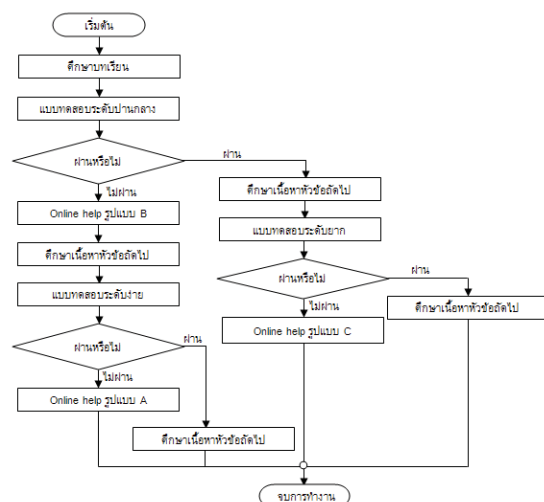 เริ่มต้น
ศึกษาบทเรียน
แบบทดสอบระดับปานกลาง
ผ่านหรือไม่
ผ่าน
ไม่ผ่าน
ศึกษาเนื้อหาหัวข้อถัดไป
Online help รูปแบบ B
แบบทดสอบระดับยาก
ศึกษาเนื้อหาหัวข้อถัดไป
ผ่านหรือไม่
ผ่าน
แบบทดสอบระดับง่าย
ไม่ผ่าน
ศึกษาเนื้อหาหัวข้อถัดไป
ผ่านหรือไม่
ผ่าน
Online help รูปแบบ C
ไม่ผ่าน
Online help รูปแบบ A
ศึกษาเนื้อหาหัวข้อถัดไป
จบการทำงาน